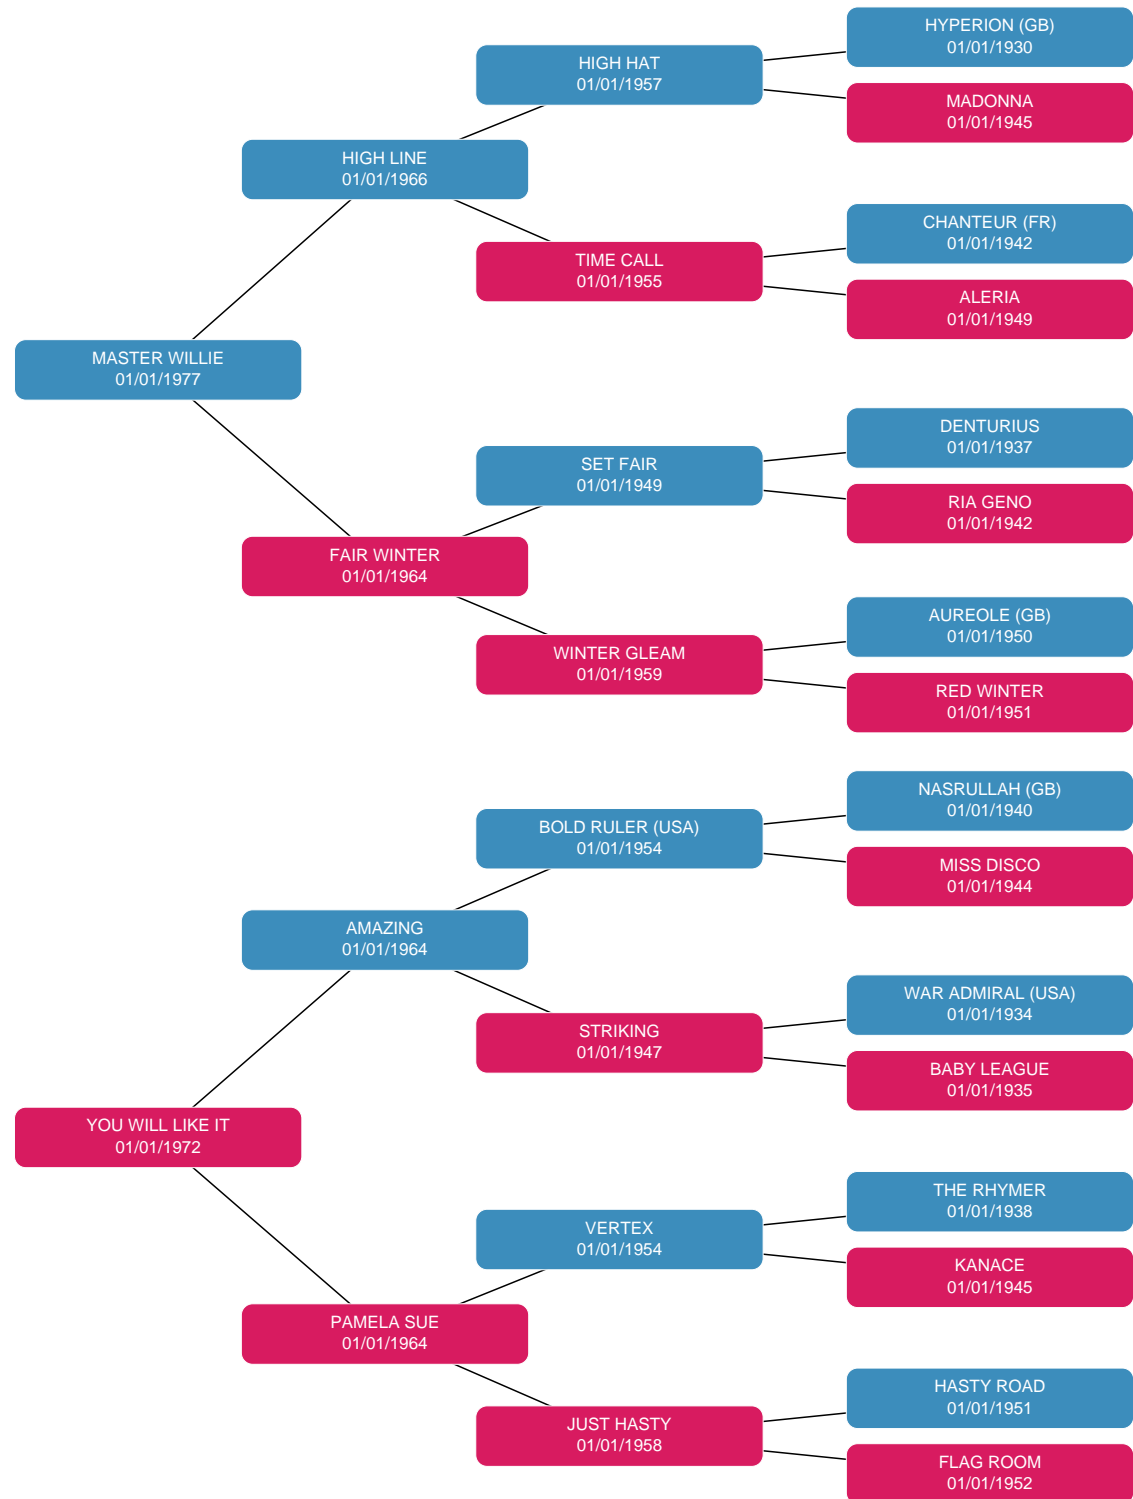 HYPERION (GB)
01/01/1930
HIGH HAT
01/01/1957
MADONNA
01/01/1945
HIGH LINE
01/01/1966
CHANTEUR (FR)
01/01/1942
TIME CALL
01/01/1955
ALERIA
01/01/1949
MASTER WILLIE
01/01/1977
DENTURIUS
01/01/1937
SET FAIR
01/01/1949
RIA GENO
01/01/1942
FAIR WINTER
01/01/1964
AUREOLE (GB)
01/01/1950
WINTER GLEAM
01/01/1959
RED WINTER
01/01/1951
NASRULLAH (GB)
01/01/1940
BOLD RULER (USA)
01/01/1954
MISS DISCO
01/01/1944
AMAZING
01/01/1964
WAR ADMIRAL (USA)
01/01/1934
STRIKING
01/01/1947
BABY LEAGUE
01/01/1935
YOU WILL LIKE IT
01/01/1972
THE RHYMER
01/01/1938
VERTEX
01/01/1954
KANACE
01/01/1945
PAMELA SUE
01/01/1964
HASTY ROAD
01/01/1951
JUST HASTY
01/01/1958
FLAG ROOM
01/01/1952